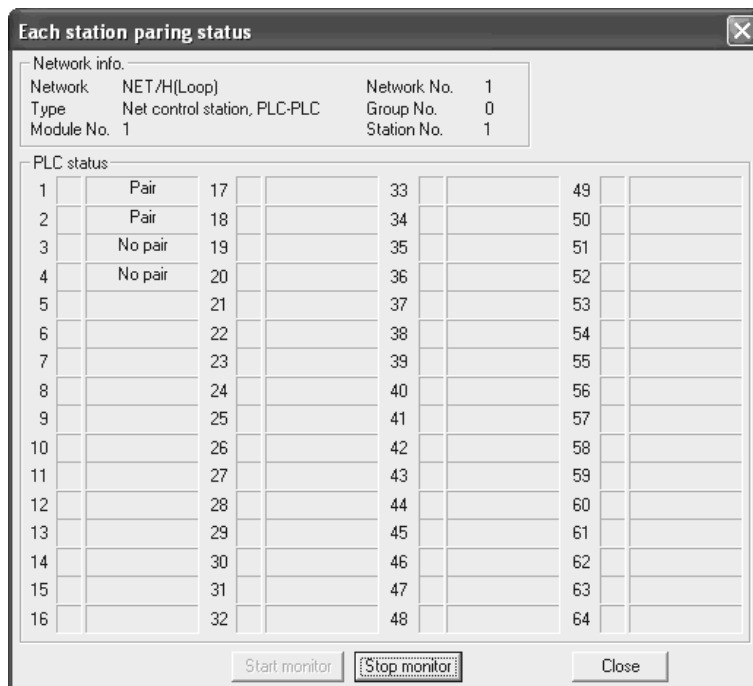 Each station paring status
Network info.
Network NET/H(Loop) Network No. 1
Type Net control station, PLC-PLC Group No. 0
Module No. 1 Station No. 1
PLC status
1 Pair 17 33 49
2 Pair 18 34 50
3 No pair 19 35 51
4 No pair 20 36 52
5 21 37 53
6 22 38 54
7 23 39 55
8 24 40 56
9 25 41 57
10 26 42 58
11 27 43 59
12 28 44 60
13 29 45 61
14 30 46 62
15 31 47 63
16 32 48 64
Start monitor Stop monitor Close